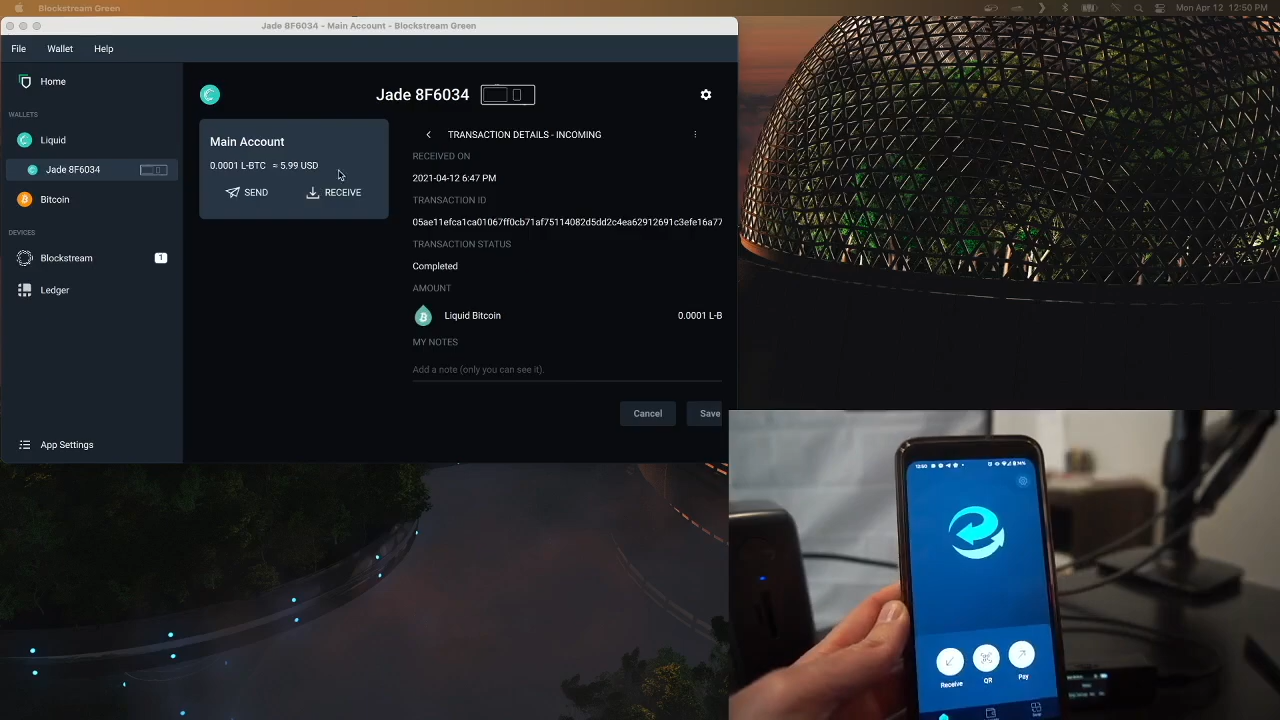 Blockstream Green
Mon Apr 12 12:50 PM
Jade 8F6034 - Main Account - Blockstream Green
File Wallet Help
Home
WALLETS
Liquid
Jade 8F6034
Bitcoin
DEVICES
Blockstream 1
Ledger
App Settings
Jade 8F6034
Main Account
0.0001 L-BTC ≈ 5.99 USD
SEND RECEIVE
TRANSACTION DETAILS - INCOMING
RECEIVED ON
2021-04-12 6:47 PM
TRANSACTION ID
05ae11efca1ca01067ff0cb71af75114082d5dd2c4ea62912691c3efe16a77
TRANSACTION STATUS
Completed
AMOUNT
Liquid Bitcoin 0.0001 L-B
MY NOTES
Add a note (only you can see it).
Cancel Save
12:50 74%
Receive QR Pay